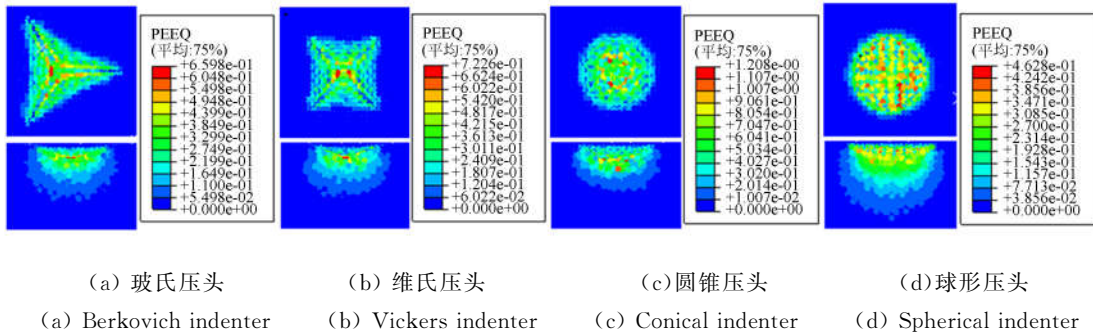 PEEQ
(平均:75%)
+6.598e-01
+6.048e-01
+5.498e-01
+4.948e-01
+4.399e-01
+3.849e-01
+3.299e-01
+2.749e-01
+2.199e-01
+1.649e-01
+1.100e-01
+5.498e-02
+0.000e+00
PEEQ
(平均:75%)
+7.226e-01
+6.624e-01
+6.022e-01
+5.420e-01
+4.817e-01
+4.215e-01
+3.613e-01
+3.011e-01
+2.409e-01
+1.807e-01
+1.204e-01
+6.022e-02
+0.000e+00
PEEQ
(平均:75%)
+1.208e-00
+1.107e-00
+1.007e-00
+9.061e-01
+8.054e-01
+7.047e-01
+6.041e-01
+5.034e-01
+4.027e-01
+3.020e-01
+2.014e-01
+1.007e-02
+0.000e+00
PEEQ
(平均:75%)
+4.628e-01
+4.242e-01
+3.856e-01
+3.471e-01
+3.085e-01
+2.700e-01
+2.314e-01
+1.928e-01
+1.543e-01
+1.157e-01
+7.713e-02
+3.856e-02
+0.000e+00
(a) 玻氏压头
(b) 维氏压头
(c)圆锥压头
(d)球形压头
(a) Berkovich indenter
(b) Vickers indenter
(c) Conical indenter
(d) Spherical indenter